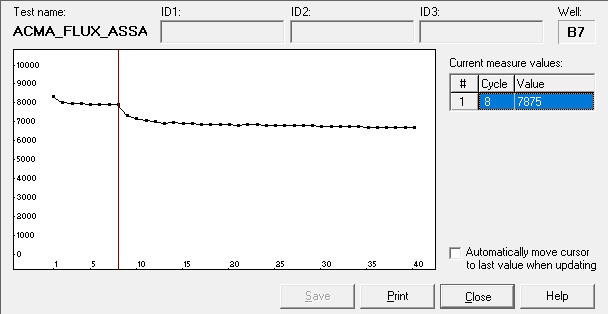 Test name: ID1: ID2: ID3: Well:
ACMA_FLUX_ASSA B7
Current measure values:
# Cycle Value
1 8 7875
10000
9000
8000
7000
6000
5000
4000
3000
2000
1000
0
1 5 10 15 20 25 30 35 40
Automatically move cursor
to last value when updating
Save Print Close Help